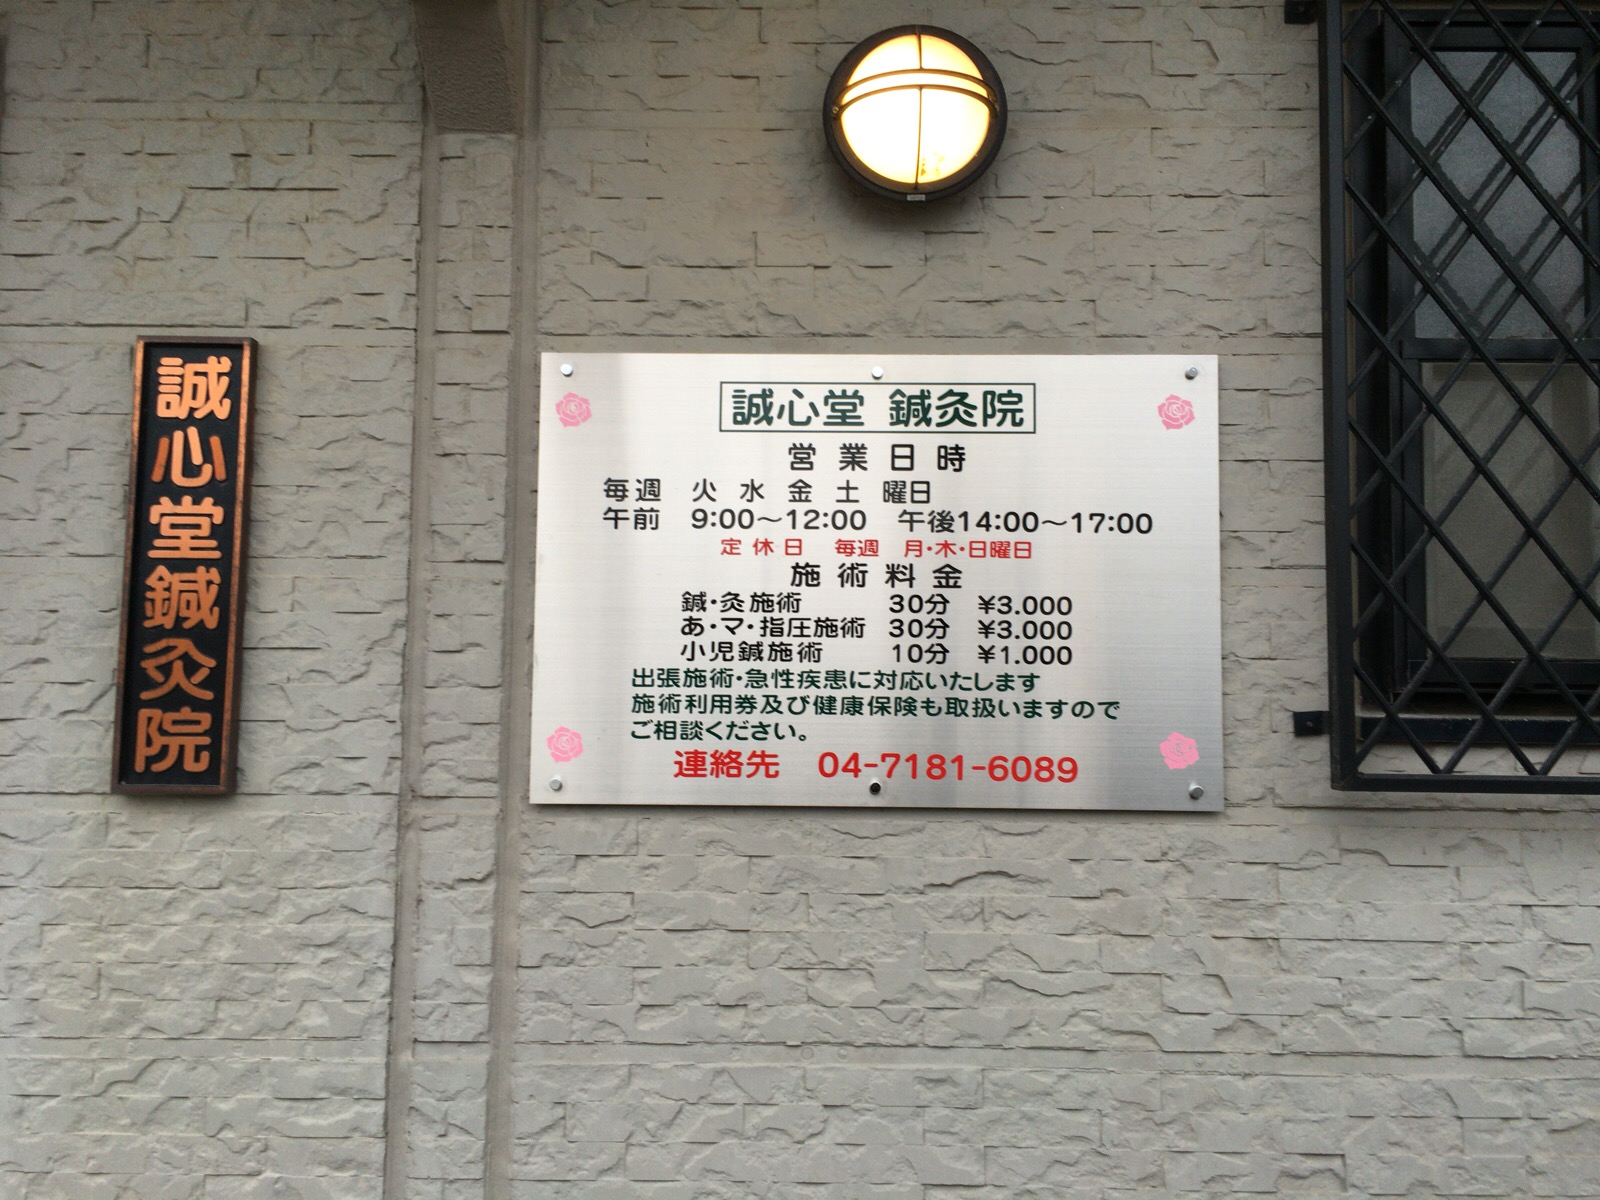 誠心堂鍼灸院
誠心堂 鍼灸院
営業日時
毎週 火 水 金 土 曜日
午前 9:00～12:00 午後14:00～17:00
定休日 毎週 月・木・日曜日
施術料金
鍼・灸施術 30分 ¥3.000
あ・マ・指圧施術 30分 ¥3.000
小児鍼施術 10分 ¥1.000
出張施術・急性疾患に対応いたします
施術利用券及び健康保険も取扱いますので
ご相談ください。
連絡先 04-7181-6089